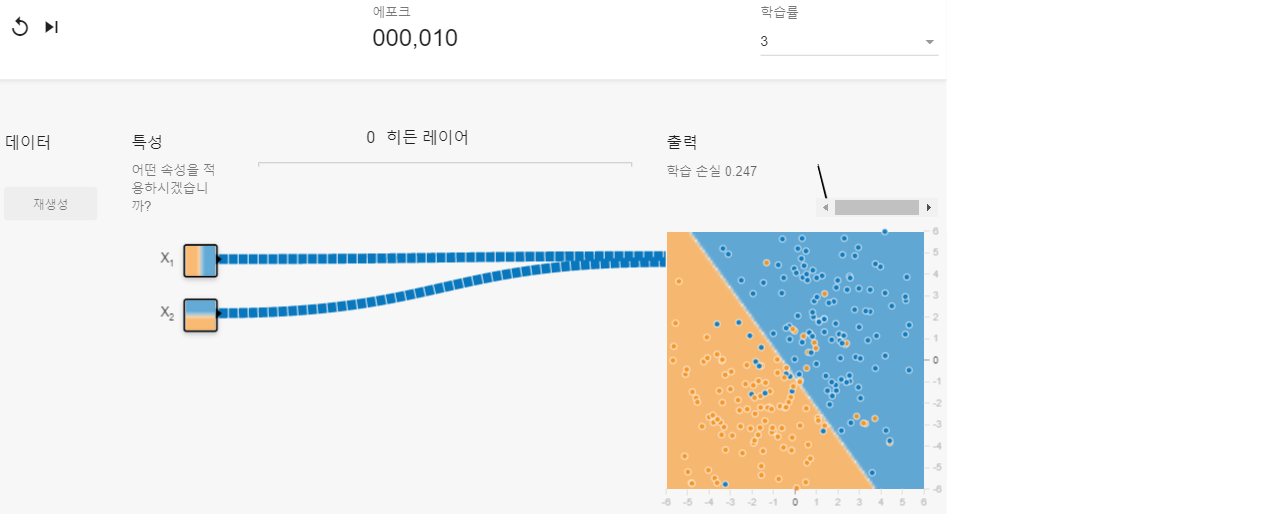 에포크
000,010
학습률
3
데이터
재생성
특성
어떤 속성을 적
용하시겠습니
까?
X1
X2
0 히든 레이어
출력
학습 손실 0.247
6
5
4
3
2
1
0
-1
-2
-3
-4
-5
-6
-6 -5 -4 -3 -2 -1 0 1 2 3 4 5 6